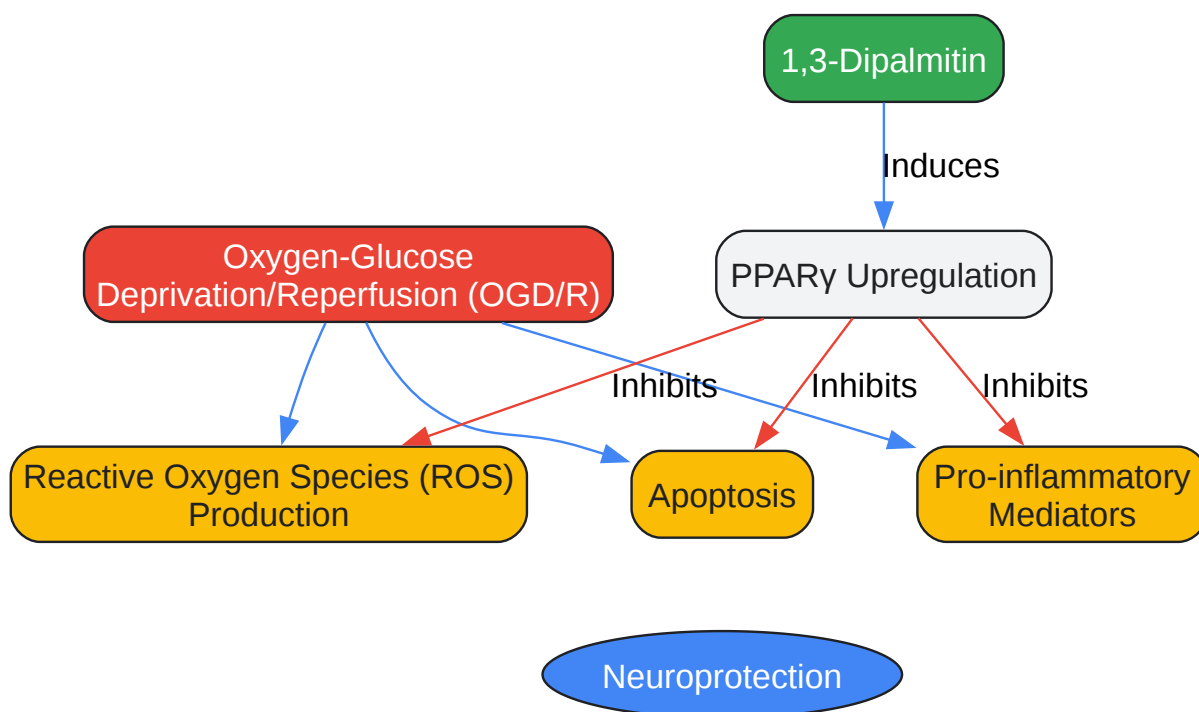 1,3-Dipalmitin
Induces
Oxygen-Glucose
Deprivation/Reperfusion (OGD/R)
PPARγ Upregulation
Inhibits
Inhibits
Inhibits
Reactive Oxygen Species (ROS)
Production
Apoptosis
Pro-inflammatory
Mediators
Neuroprotection